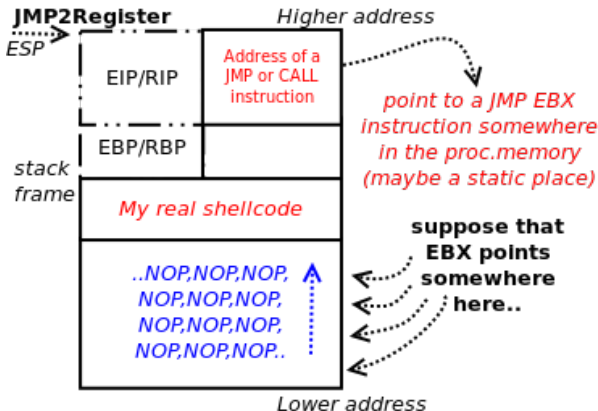 JMP2Register
Higher address
ESP
EIP/RIP
Address of a
JMP or CALL
instruction
point to a JMP EBX
instruction somewhere
in the proc.memory
(maybe a static place)
EBP/RBP
stack
frame
My real shellcode
suppose that
EBX points
somewhere
here..
..NOP,NOP,NOP,
NOP,NOP,NOP,
NOP,NOP,NOP,
NOP,NOP,NOP..
Lower address